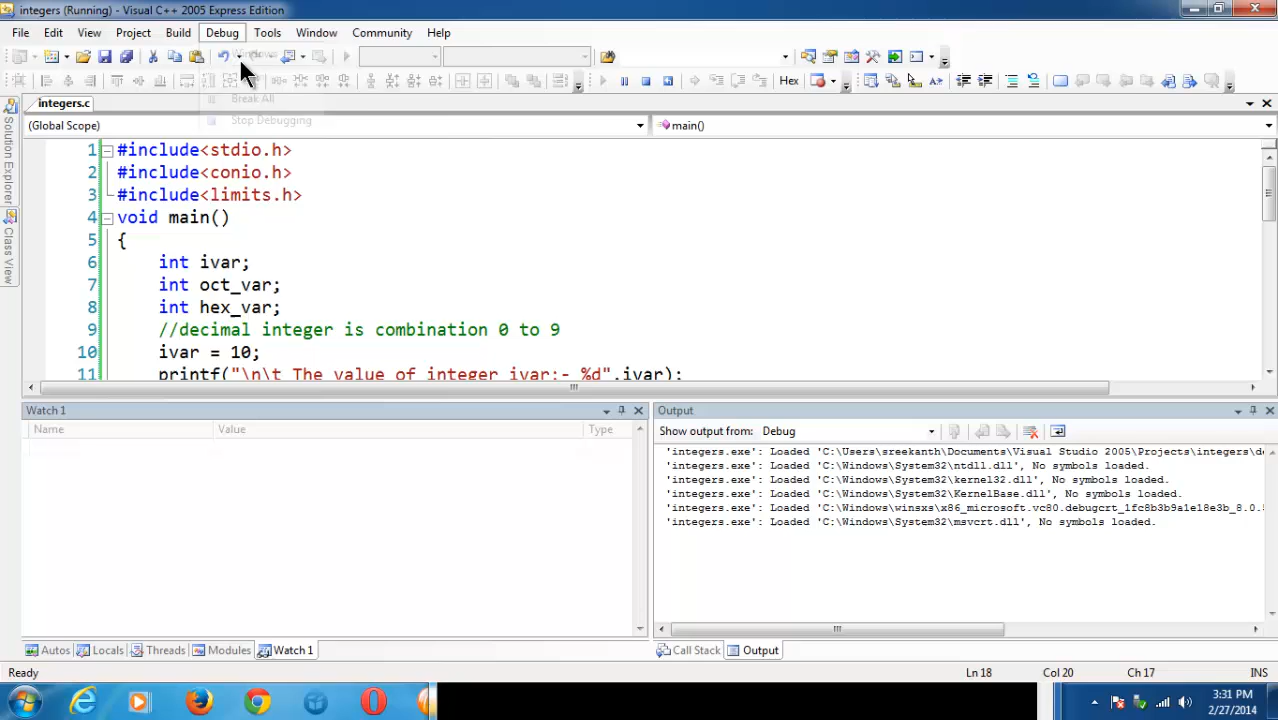 integers (Running) - Visual C++ 2005 Express Edition
File Edit View Project Build Debug Tools Window Community Help
Windows
Hex
Break All
integers.c
Stop Debugging
(Global Scope) main()
1 #include<stdio.h>
2 #include<conio.h>
3 #include<limits.h>
4 void main()
5 {
6 int ivar;
7 int oct_var;
8 int hex_var;
9 //decimal integer is combination 0 to 9
10 ivar = 10;
11 printf("\n\t The value of integer ivar:- %d",ivar);
Watch 1
Name Value Type
Output
Show output from: Debug
'integers.exe': Loaded 'C:\Users\sreekanth\Documents\Visual Studio 2005\Projects\integers\de
'integers.exe': Loaded 'C:\Windows\System32\ntdll.dll', No symbols loaded.
'integers.exe': Loaded 'C:\Windows\System32\kernel32.dll', No symbols loaded.
'integers.exe': Loaded 'C:\Windows\System32\KernelBase.dll', No symbols loaded.
'integers.exe': Loaded 'C:\Windows\winsxs\x86_microsoft.vc80.debugcrt_1fc8b3b9a1e18e3b_8.0.5
'integers.exe': Loaded 'C:\Windows\System32\msvcrt.dll', No symbols loaded.
Autos Locals Threads Modules Watch 1
Call Stack Output
Ready Ln 18 Col 20 Ch 17 INS
3:31 PM
2/27/2014
Solution Explorer
Class View